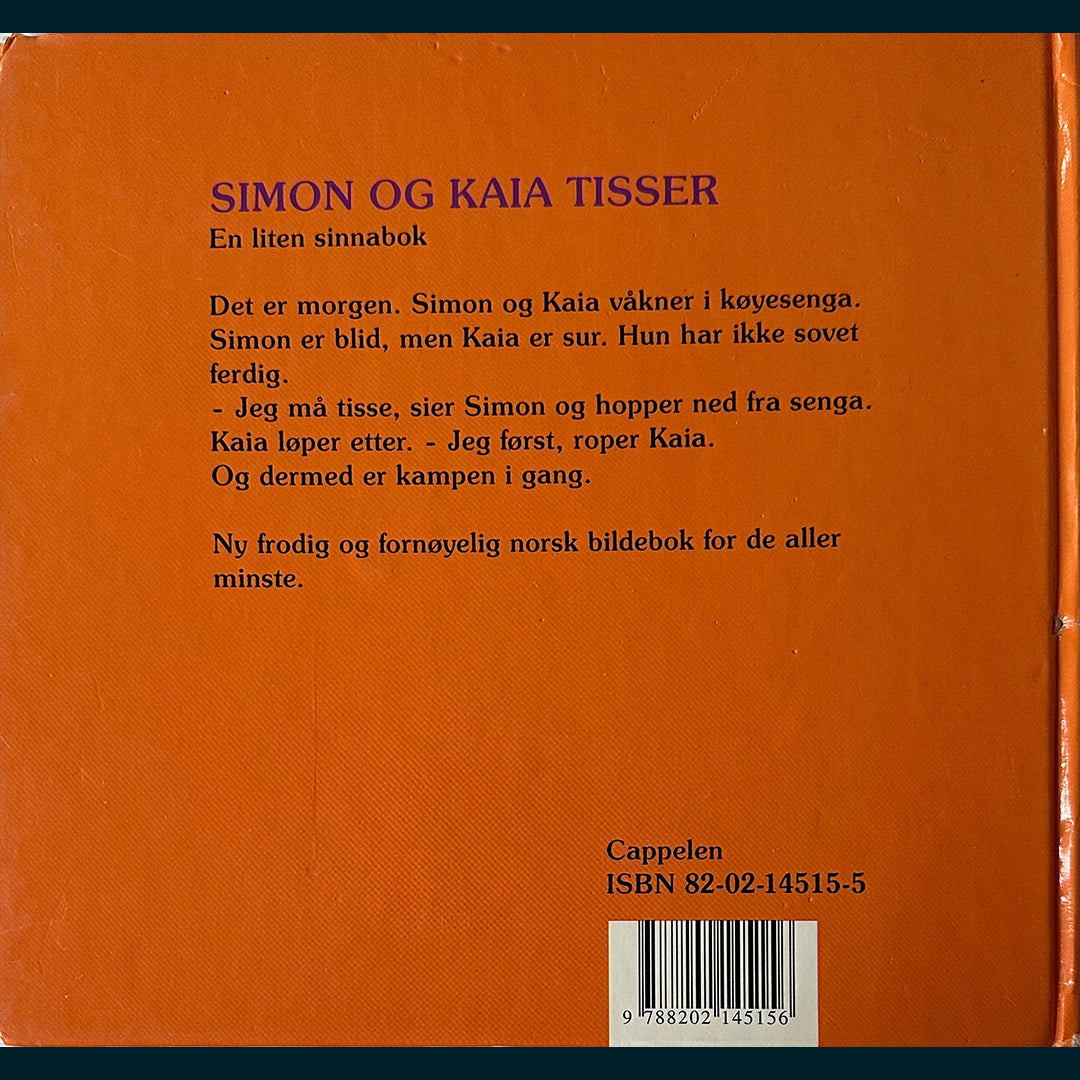 SIMON OG KAIA TISSER
En liten sinnabok
Det er morgen. Simon og Kaia våkner i køyesenga.
Simon er blid, men Kaia er sur. Hun har ikke sovet
ferdig.
- Jeg må tisse, sier Simon og hopper ned fra senga.
Kaia løper etter. - Jeg først, roper Kaia.
Og dermed er kampen i gang.
Ny frodig og fornøyelig norsk bildebok for de aller
minste.
Cappelen
ISBN 82-02-14515-5
9 788202 145156